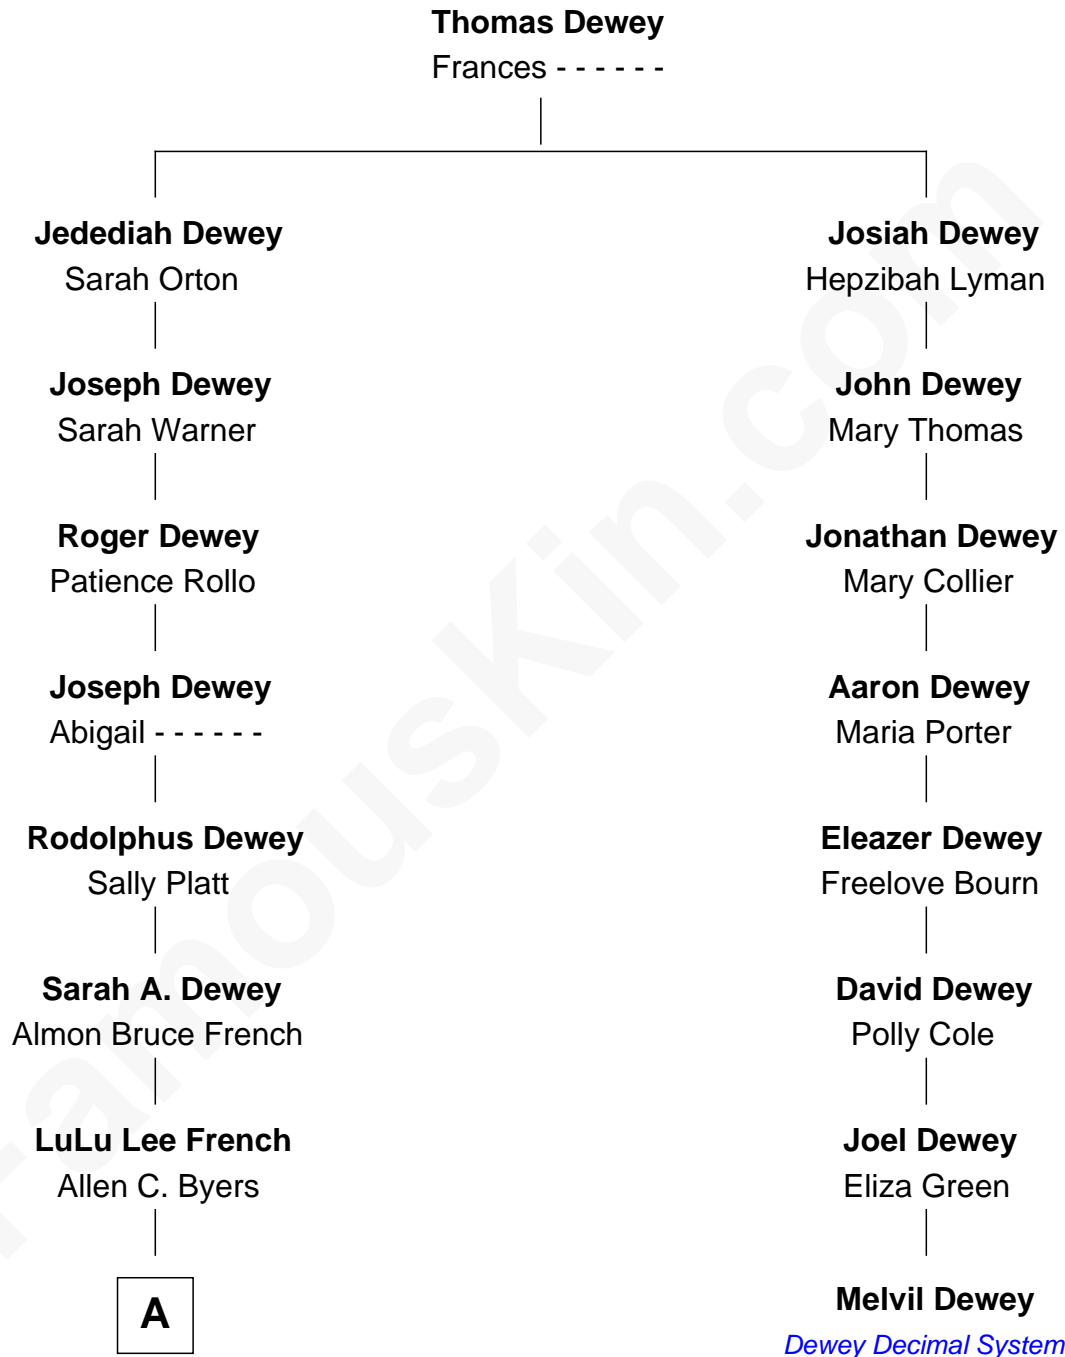 Thomas Dewey
Frances - - - - - -
Jedediah Dewey
Sarah Orton
Josiah Dewey
Hepzibah Lyman
Joseph Dewey
Sarah Warner
John Dewey
Mary Thomas
Roger Dewey
Patience Rollo
Jonathan Dewey
Mary Collier
Joseph Dewey
Abigail - - - - - -
Aaron Dewey
Maria Porter
Rodolphus Dewey
Sally Platt
Eleazer Dewey
Freelove Bourn
Sarah A. Dewey
Almon Bruce French
David Dewey
Polly Cole
LuLu Lee French
Allen C. Byers
Joel Dewey
Eliza Green
A
Melvil Dewey
Dewey Decimal System
FamousKin.com